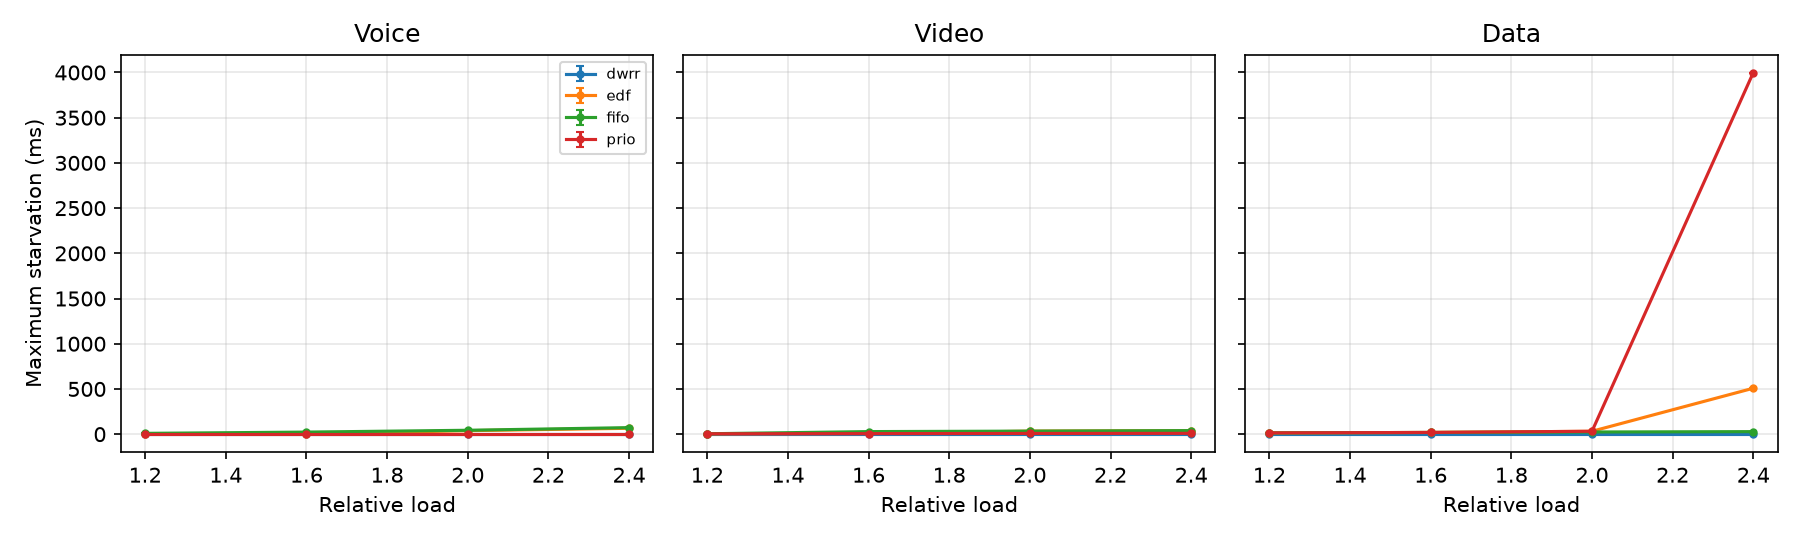 Voice
Video
Data
Maximum starvation (ms)
4000
3500
3000
2500
2000
1500
1000
500
0
dwrr
edf
fifo
prio
1.2 1.4 1.6 1.8 2.0 2.2 2.4
1.2 1.4 1.6 1.8 2.0 2.2 2.4
1.2 1.4 1.6 1.8 2.0 2.2 2.4
Relative load
Relative load
Relative load